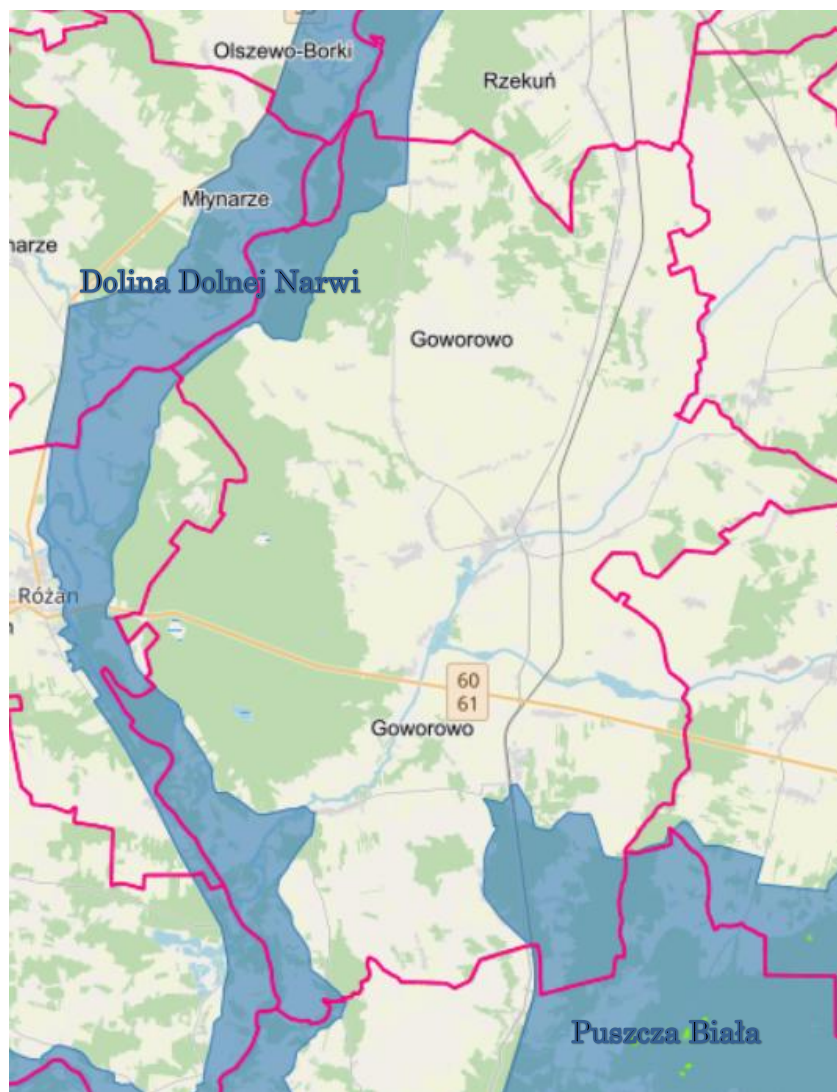 Olszewo-Borki
Rzekuń
Młynarze
narze
Dolina Dolnej Narwi
Goworowo
Różan
60
61
Goworowo
Puszcza Biała